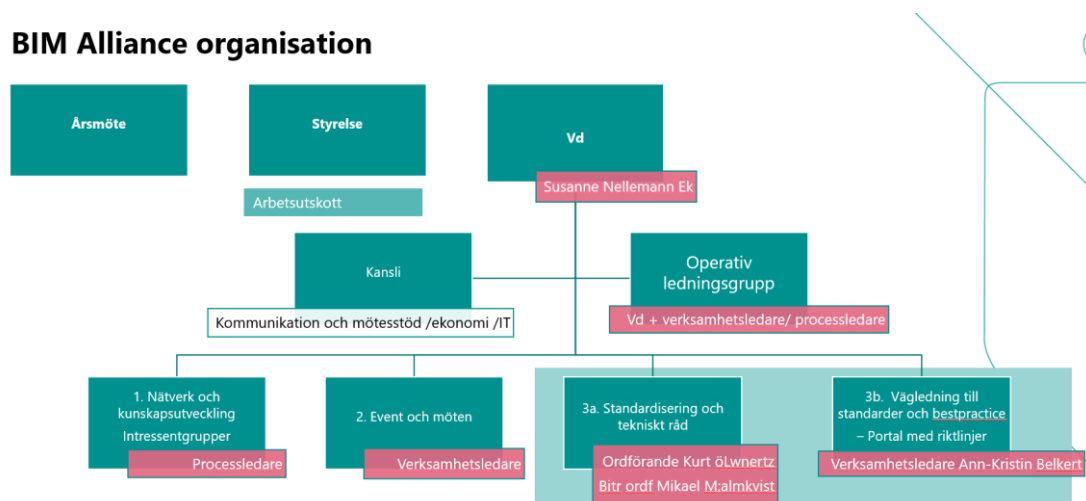 BIM Alliance organisation
Årsmöte
Styrelse
Vd
Susanne Nellemann Ek
Arbetsutskott
Kansli
Operativ
ledningsgrupp
Kommunikation och mötesstöd /ekonomi /IT
Vd + verksamhetsledare/ processledare
1. Nätverk och
kunskapsutveckling
Intressentgrupper
Processledare
2. Event och möten
Verksamhetsledare
3a. Standardisering och
tekniskt råd
Ordförande Kurt öLwnertz
Bitr ordf Mikael M;almkvist
3b. Vägledning till
standarder och bestpractice
– Portal med riktlinjer
Verksamhetsledare Ann-Kristin Belkert